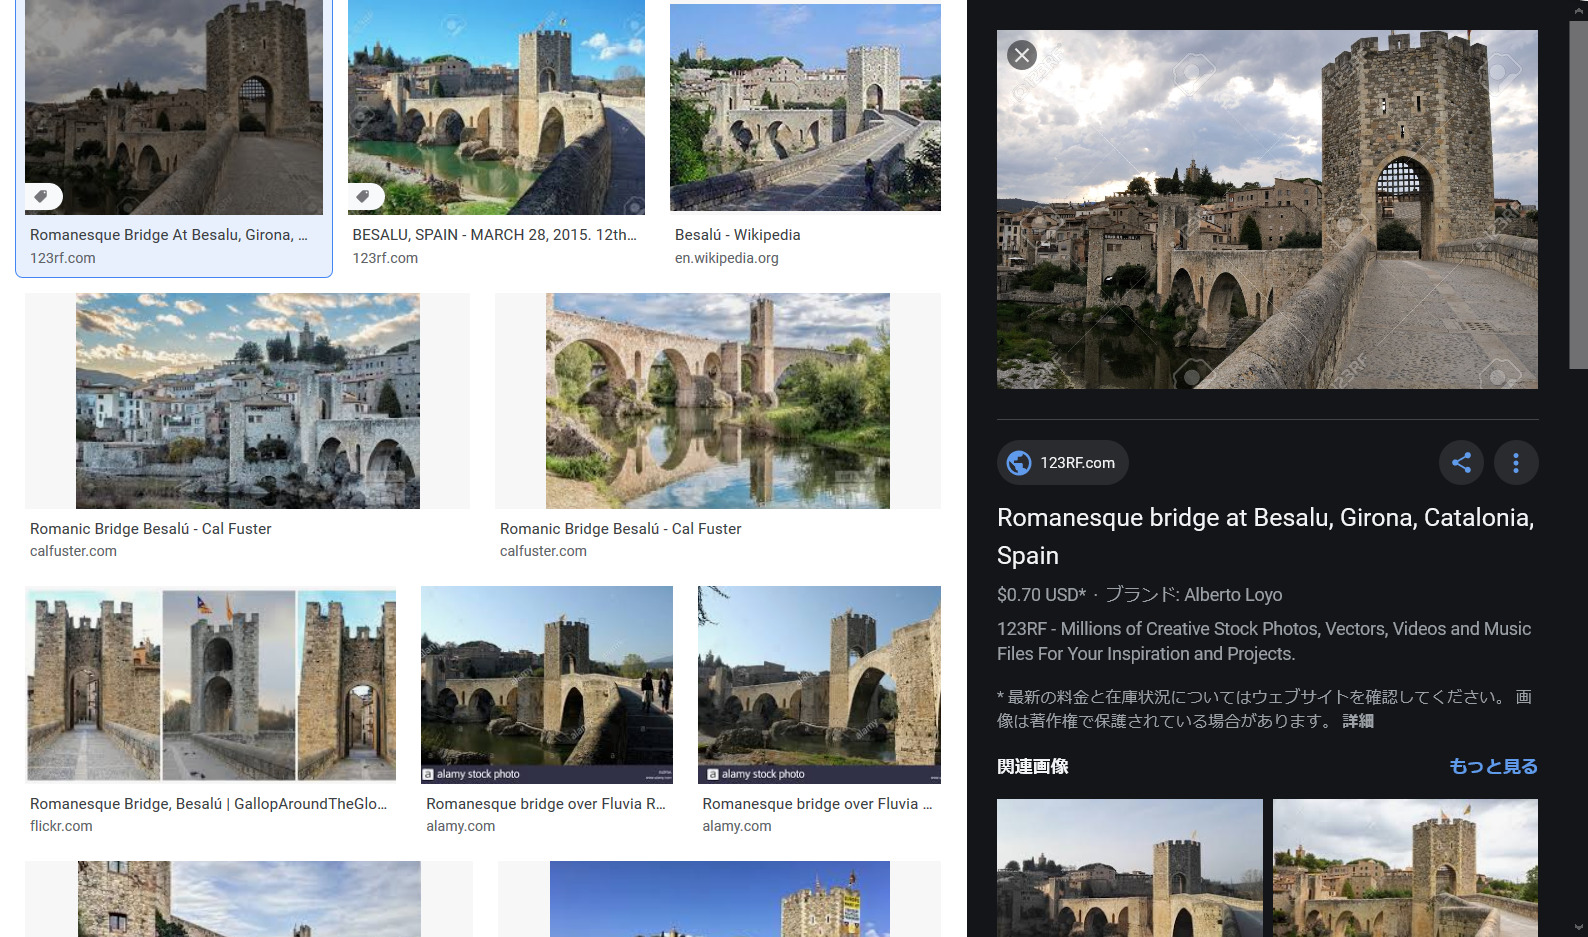 Romanesque Bridge At Besalu, Girona, ...
123rf.com
BESALU, SPAIN - MARCH 28, 2015. 12th...
123rf.com
Besalú - Wikipedia
en.wikipedia.org
Romanic Bridge Besalú - Cal Fuster
calfuster.com
Romanic Bridge Besalú - Cal Fuster
calfuster.com
a alamy stock photo
a alamy stock photo
Romanesque Bridge, Besalú | GallopAroundTheGlo...
flickr.com
Romanesque bridge over Fluvia R...
alamy.com
Romanesque bridge over Fluvia ...
alamy.com
123RF
123RF.com
Romanesque bridge at Besalu, Girona, Catalonia,
Spain
$0.70 USD* · ブランド: Alberto Loyo
123RF - Millions of Creative Stock Photos, Vectors, Videos and Music
Files For Your Inspiration and Projects.
* 最新の料金と在庫状況についてはウェブサイトを確認してください。 画
像は著作権で保護されている場合があります。 詳細
関連画像
もっと見る